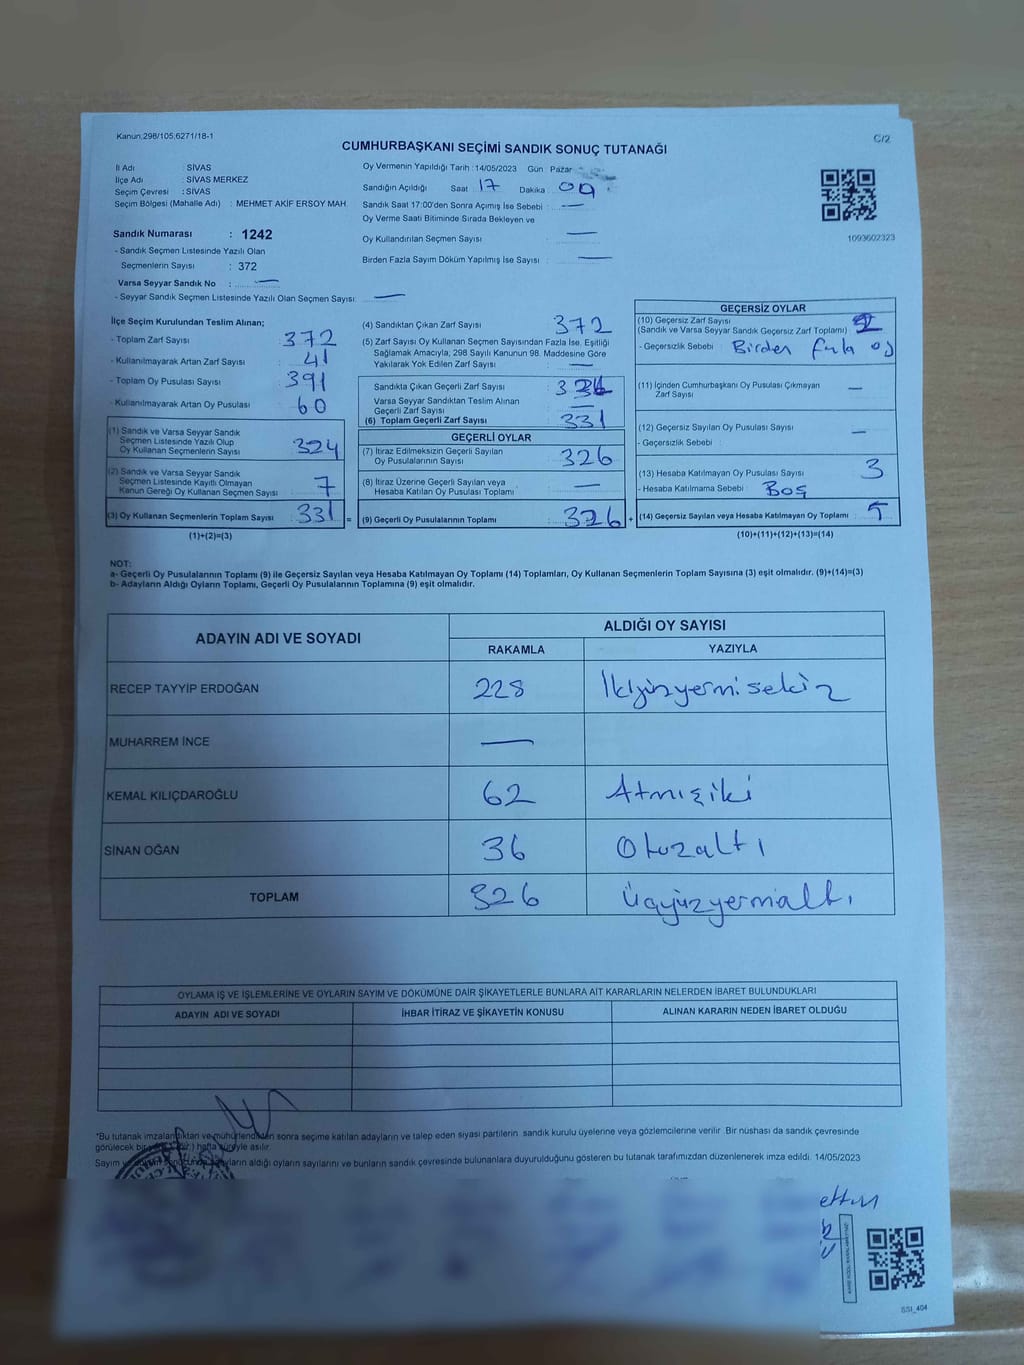 Kanun,298/105,6271/18-1
C/2
CUMHURBAŞKANI SEÇİMİ SANDIK SONUÇ TUTANAĞI
İl Adı : SİVAS
İlçe Adı : SİVAS MERKEZ
Seçim Çevresi : SİVAS
Seçim Bölgesi (Mahalle Adı) : MEHMET AKİF ERSOY MAH.
Sandık Numarası : 1242
- Sandık Seçmen Listesinde Yazılı Olan
Seçmenlerin Sayısı : 372
Varsa Seyyar Sandık No : —
- Seyyar Sandık Seçmen Listesinde Yazılı Olan Seçmen Sayısı: —
Oy Vermenin Yapıldığı Tarih : 14/05/2023 Gün Pazar
Sandığın Açıldığı Saat : 17 Dakika : 09
Sandık Saat 17:00'den Sonra Açımış İse Sebebi : —
Oy Verme Saati Bitiminde Sırada Bekleyen ve
Oy Kullandırılan Seçmen Sayısı : —
Birden Fazla Sayım Döküm Yapılmış İse Sayısı : —
1093602323
İlçe Seçim Kurulundan Teslim Alınan;
- Toplam Zarf Sayısı : 372
- Kullanılmayarak Artan Zarf Sayısı : 41
- Toplam Oy Pusulası Sayısı : 391
- Kullanılmayarak Artan Oy Pusulası : 60
(1) Sandık ve Varsa Seyyar Sandık
Seçmen Listesinde Yazılı Olup
Oy Kullanan Seçmenlerin Sayısı : 324
(2) Sandık ve Varsa Seyyar Sandık
Seçmen Listesinde Kayıtlı Olmayan
Kanun Gereği Oy Kullanan Seçmen Sayısı : 7
(3) Oy Kullanan Seçmenlerin Toplam Sayısı : 331 =
(1)+(2)=(3)
(4) Sandıktan Çıkan Zarf Sayısı : 372
(5) Zarf Sayısı Oy Kullanan Seçmen Sayısından Fazla İse, Eşitliği
Sağlamak Amacıyla, 298 Sayılı Kanunun 98. Maddesine Göre
Yakılarak Yok Edilen Zarf Sayısı : —
Sandıkta Çıkan Geçerli Zarf Sayısı :
Varsa Seyyar Sandıktan Teslim Alınan
Geçerli Zarf Sayısı : —
(6) Toplam Geçerli Zarf Sayısı : 331
GEÇERLİ OYLAR
(7) İtiraz Edilmeksizin Geçerli Sayılan
Oy Pusulalarının Sayısı : 326
(8) İtiraz Üzerine Geçerli Sayılan veya
Hesaba Katılan Oy Pusulası Toplamı : —
(9) Geçerli Oy Pusulalarının Toplamı : 326 +
GEÇERSİZ OYLAR
(10) Geçersiz Zarf Sayısı
(Sandık ve Varsa Seyyar Sandık Geçersiz Zarf Toplamı) :
- Geçersizlik Sebebi : Birden fazla oy
(11) İçinden Cumhurbaşkanı Oy Pusulası Çıkmayan
Zarf Sayısı : —
(12) Geçersiz Sayılan Oy Pusulası Sayısı : —
- Geçersizlik Sebebi :
(13) Hesaba Katılmayan Oy Pusulası Sayısı : 3
- Hesaba Katılmama Sebebi : Boş
(14) Geçersiz Sayılan veya Hesaba Katılmayan Oy Toplamı : 5
(10)+(11)+(12)+(13)=(14)
NOT:
a- Geçerli Oy Pusulalarının Toplamı (9) ile Geçersiz Sayılan veya Hesaba Katılmayan Oy Toplamı (14) Toplamları, Oy Kullanan Seçmenlerin Toplam Sayısına (3) eşit olmalıdır. (9)+(14)=(3)
b- Adayların Aldığı Oyların Toplamı, Geçerli Oy Pusulalarının Toplamına (9) eşit olmalıdır.
ADAYIN ADI VE SOYADI
ALDIĞI OY SAYISI
RAKAMLA YAZIYLA
RECEP TAYYİP ERDOĞAN 228 İkiyüzyermisekiz
MUHARREM İNCE —
KEMAL KILIÇDAROĞLU 62 Atmışiki
SİNAN OĞAN 36 Otuzaltı
TOPLAM 326 Üçyüzyermialtı
OYLAMA İŞ VE İŞLEMLERİNE VE OYLARIN SAYIM VE DÖKÜMÜNE DAİR ŞİKAYETLERLE BUNLARA AİT KARARLARIN NELERDEN İBARET BULUNDUKLARI
ADAYIN ADI VE SOYADI İHBAR İTİRAZ VE ŞİKAYETİN KONUSU ALINAN KARARIN NEDEN İBARET OLDUĞU
*Bu tutanak imzalandıktan ve mühürlendikten sonra seçime katılan adayların ve talep eden siyasi partilerin sandık kurulu üyelerine veya gözlemcilerine verilir .Bir nüshası da sandık çevresinde
görülecek bir yere (bir) hafta süreyle asılır.
Sayım ve aldığı oyların sayılarını ve bunların sandık çevresinde bulunanlara duyurulduğunu gösteren bu tutanak tarafımızdan düzenlenerek imza edildi. 14/05/2023
SSI_404